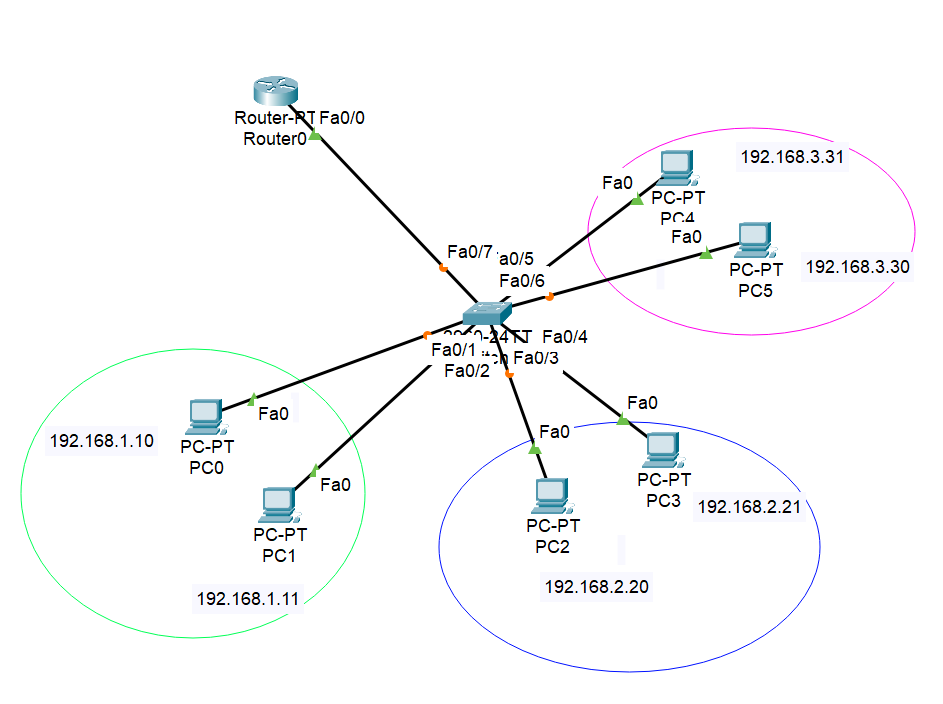 Router-PT Fa0/0
Router0
192.168.3.31
Fa0
PC-PT
PC4
Fa0
PC-PT
PC5
192.168.3.30
Fa0/7
a0/5
Fa0/6
Fa0/4
Fa0/1
Fa0/3
Fa0/2
Fa0
192.168.1.10
PC-PT
PC0
Fa0
PC-PT
PC1
192.168.1.11
Fa0
PC-PT
PC3
192.168.2.21
Fa0
PC-PT
PC2
192.168.2.20